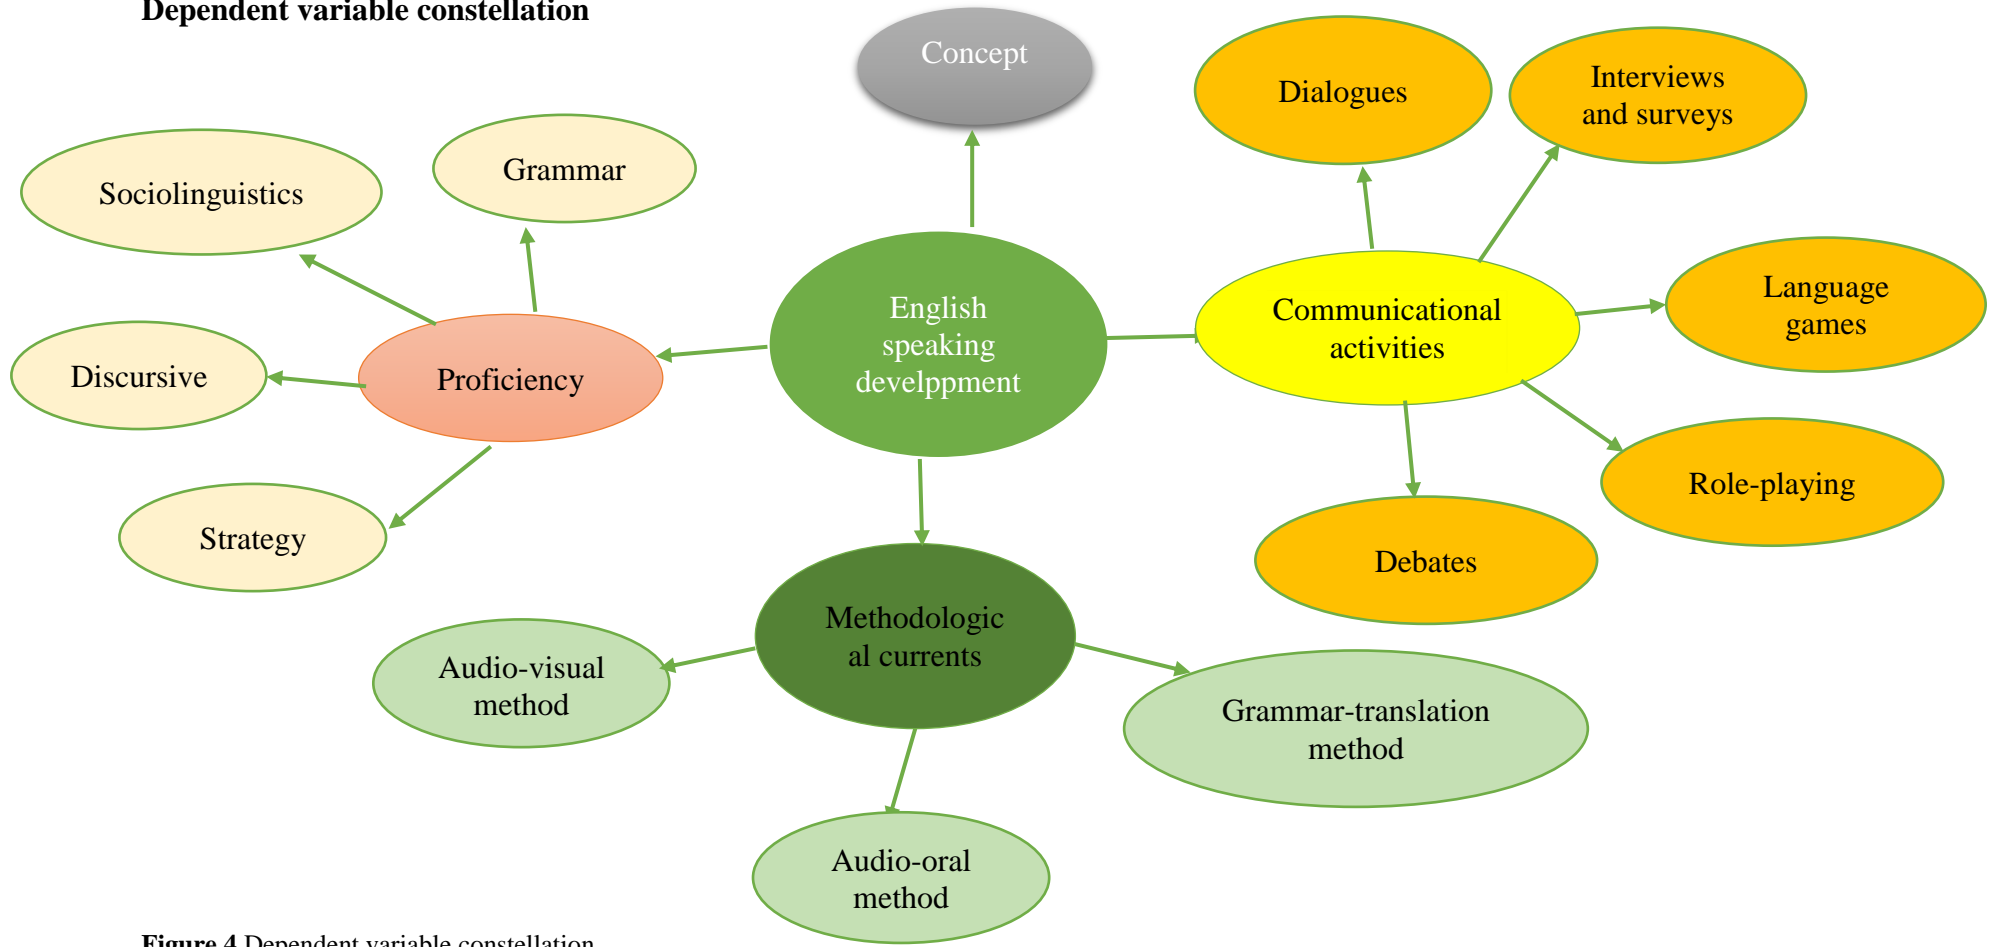 Dependent variable constellation
Concept
Dialogues
Interviews
and surveys
Sociolinguistics
Grammar
Language
games
English
speaking
develppment
Communicational
activities
Discursive
Proficiency
Role-playing
Strategy
Debates
Methodologic
al currents
Audio-visual
method
Grammar-translation
method
Audio-oral
method
Figure 4 Dependent variable constellation